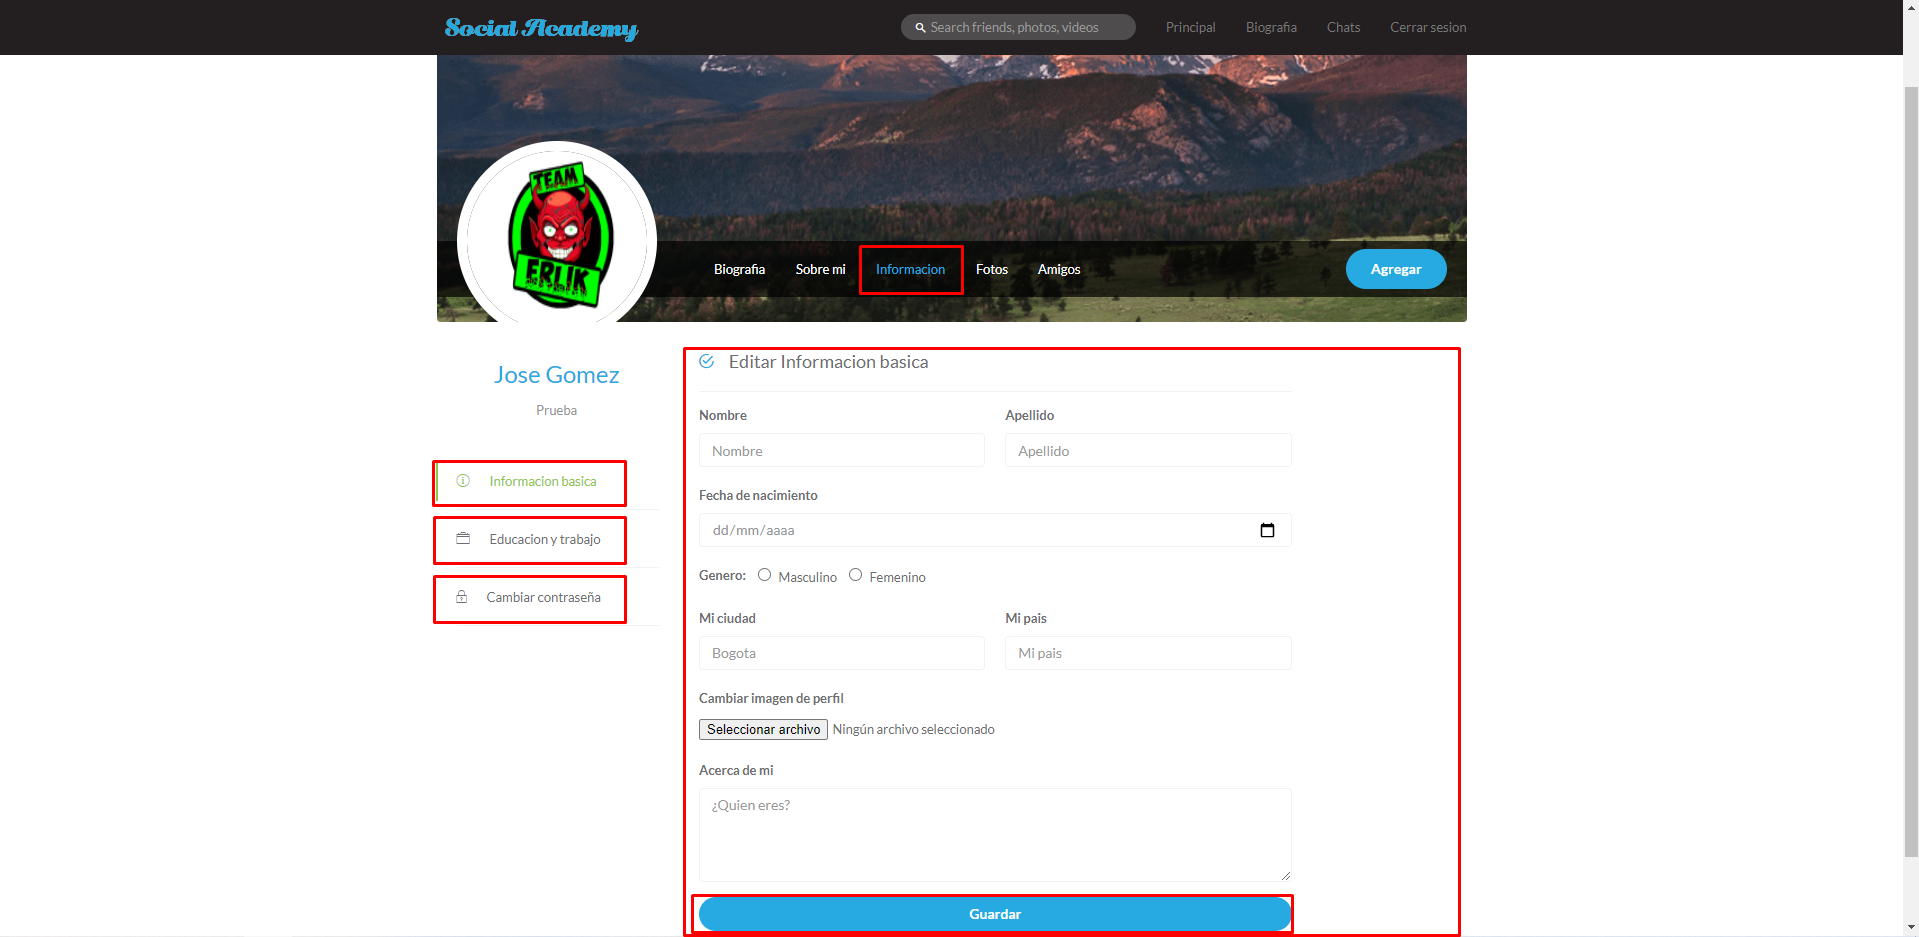 Social Academy
Search friends, photos, videos
Principal
Biografia
Chats
Cerrar sesion
TEAM
ERLIK
Biografia
Sobre mi
Informacion
Fotos
Amigos
Agregar
Jose Gomez
Prueba
Informacion basica
Educacion y trabajo
Cambiar contraseña
Editar Informacion basica
Nombre
Apellido
Nombre
Apellido
Fecha de nacimiento
dd/mm/aaaa
Genero: Masculino Femenino
Mi ciudad
Mi pais
Bogota
Mi pais
Cambiar imagen de perfil
Seleccionar archivo Ningún archivo seleccionado
Acerca de mi
¿Quien eres?
Guardar